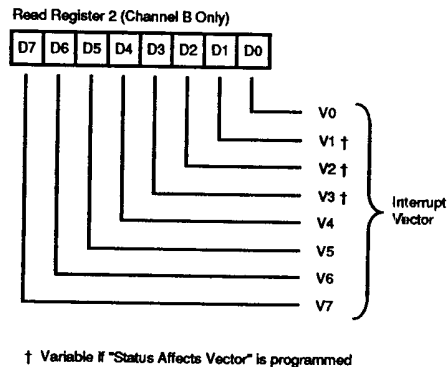 Read Register 2 (Channel B Only)
D7 D6 D5 D4 D3 D2 D1 D0
V0
V1 †
V2 †
V3 †
V4
V5
V6
V7
Interrupt
Vector
† Variable if "Status Affects Vector" is programmed